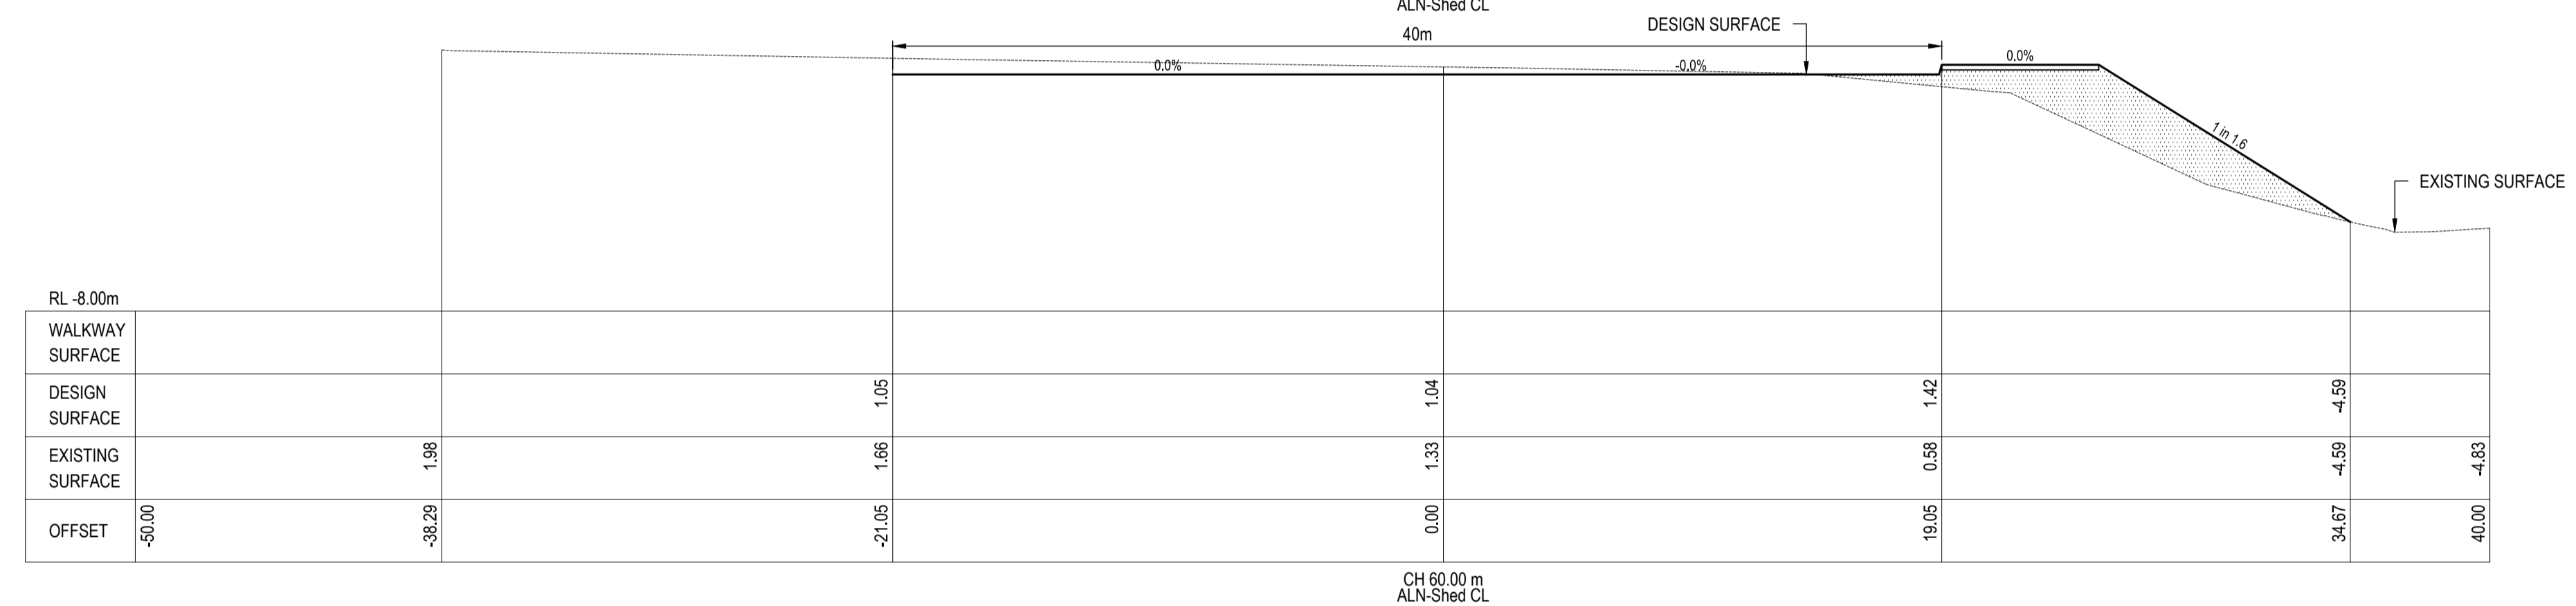 ALN-Shed CL
DESIGN SURFACE
40m
0.0%
-0.0%
0.0%
1 in 1.6
EXISTING SURFACE
RL -8.00m
WALKWAY
SURFACE
DESIGN
SURFACE
1.05
1.04
1.42
-4.59
EXISTING
SURFACE
1.98
1.66
1.33
0.58
-4.59
-4.83
OFFSET
-50.00
-38.29
-21.05
0.00
19.05
34.67
40.00
CH 60.00 m
ALN-Shed CL